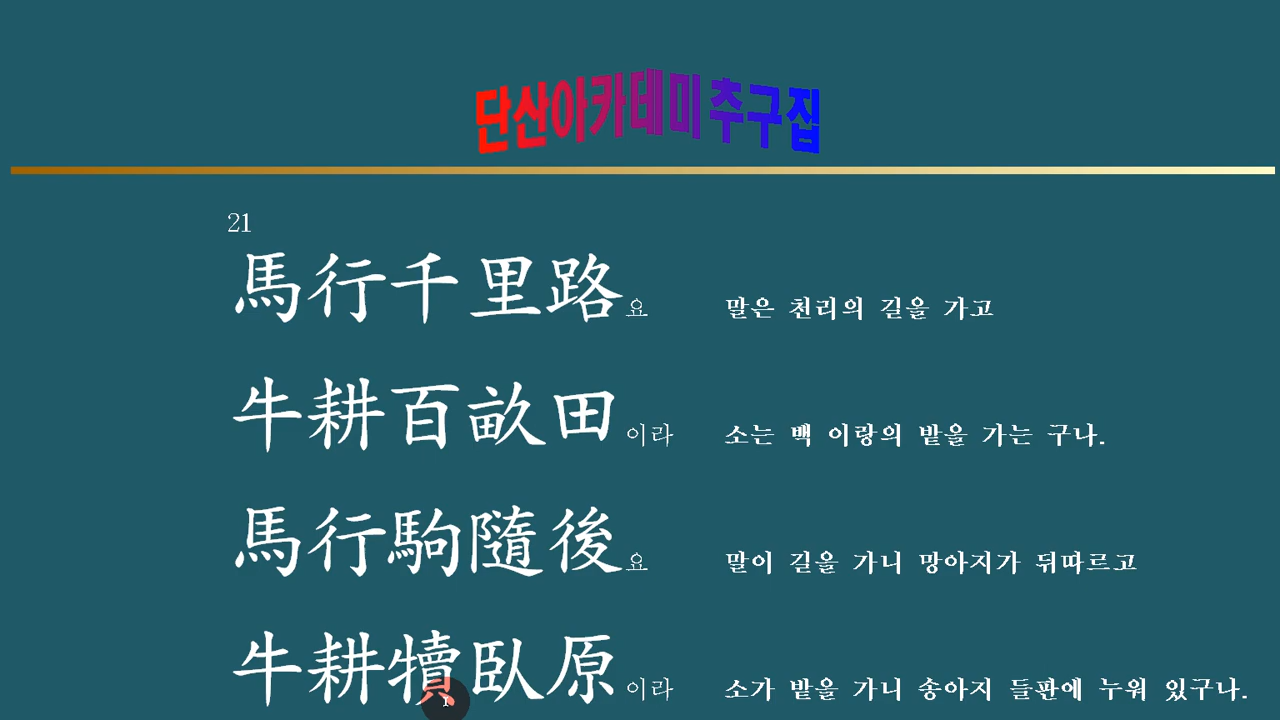 단산아카테미추구집
21
馬行千里路요 말은 천리의 길을 가고
牛耕百畝田이라 소는 백 이랑의 밭을 가는 구나.
馬行駒隨後요 말이 길을 가니 망아지가 뒤따르고
牛耕犢臥原이라 소가 밭을 가니 송아지 들판에 누워 있구나.